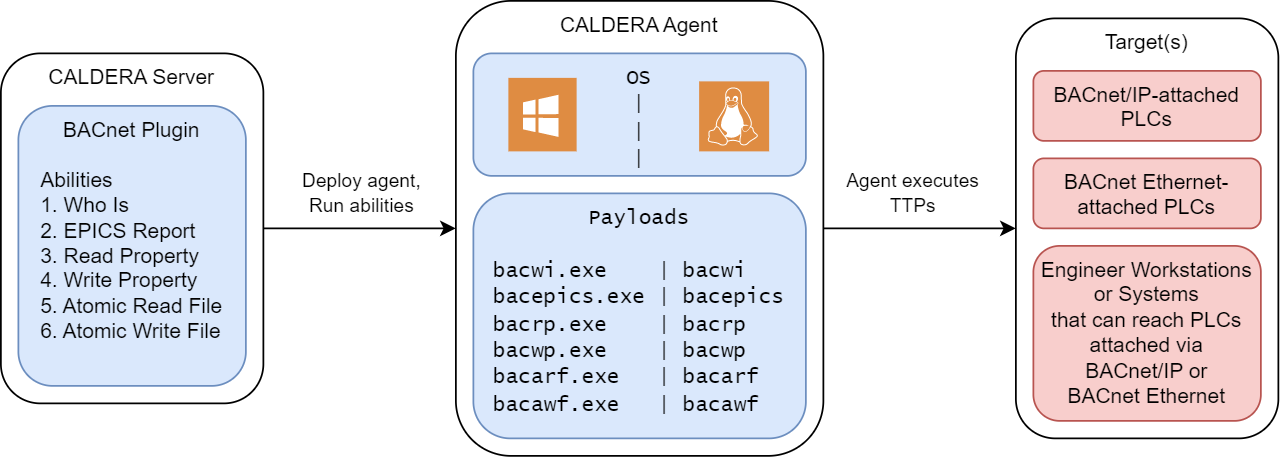 CALDERA Server
BACnet Plugin
Abilities
1. Who Is
2. EPICS Report
3. Read Property
4. Write Property
5. Atomic Read File
6. Atomic Write File
Deploy agent,
Run abilities
CALDERA Agent
OS
|
|
|
Payloads
bacwi.exe | bacwi
bacepics.exe | bacepics
bacrp.exe | bacrp
bacwp.exe | bacwp
bacarf.exe | bacarf
bacawf.exe | bacawf
Agent executes
TTPs
Target(s)
BACnet/IP-attached
PLCs
BACnet Ethernet-
attached PLCs
Engineer Workstations
or Systems
that can reach PLCs
attached via
BACnet/IP or
BACnet Ethernet